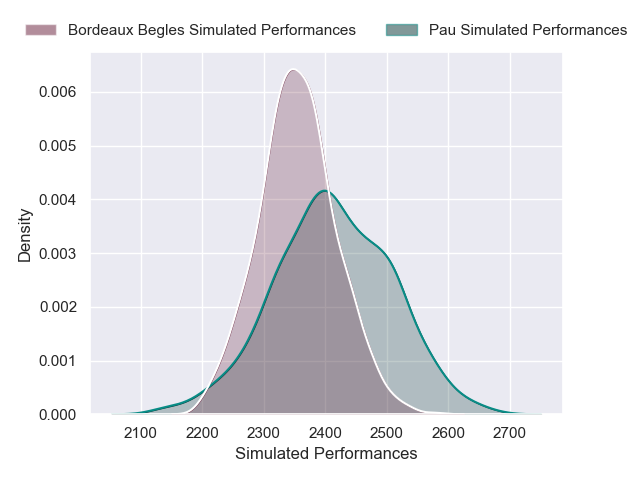 Bordeaux Begles Simulated Performances Pau Simulated Performances
0.006
0.005
0.004
0.003
0.002
0.001
0.000
Density
2100 2200 2300 2400 2500 2600 2700
Simulated Performances